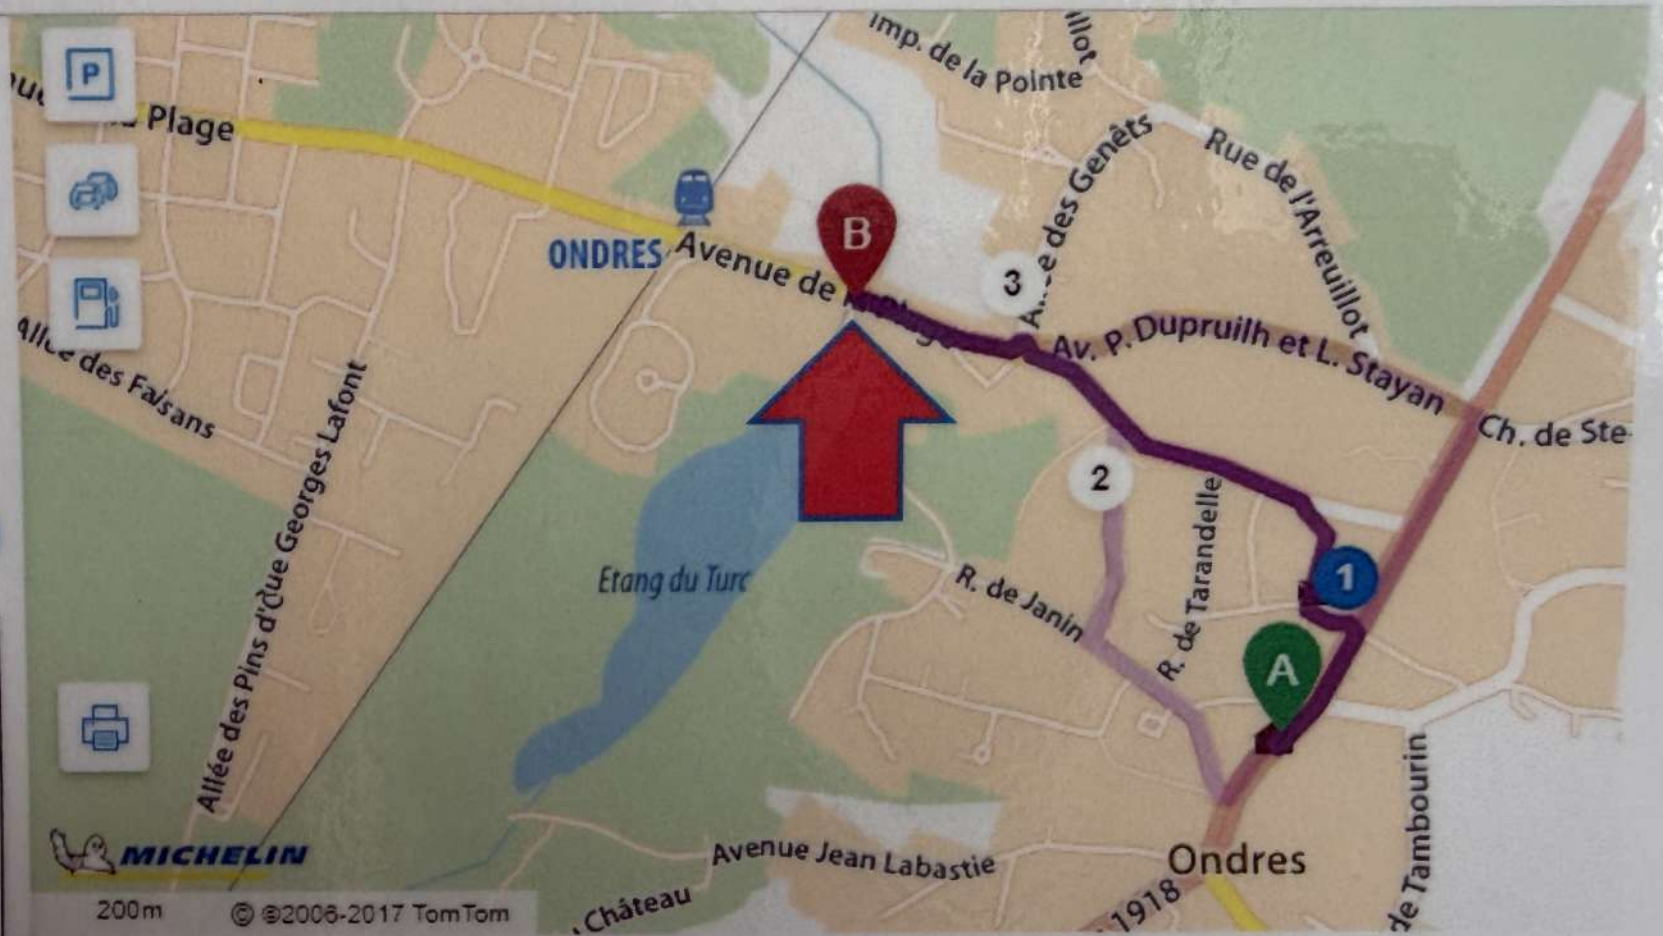 P
Plage
Imp. de la Pointe
Allée des Genêts
Rue de l'Arreuillot
B
ONDRES
Avenue de la Plage
3
Av. P. Dupruilh et L. Stayan
Ch. de Ste-
Allée des Faisans
2
1
Etang du Turc
R. de Janin
R. de Tarandelle
A
Allée des Pins d'que Georges Lafont
MICHELIN
Avenue Jean Labastie
Ondres
de Tambourin
Château
1918
200m
© ©2006-2017 TomTom